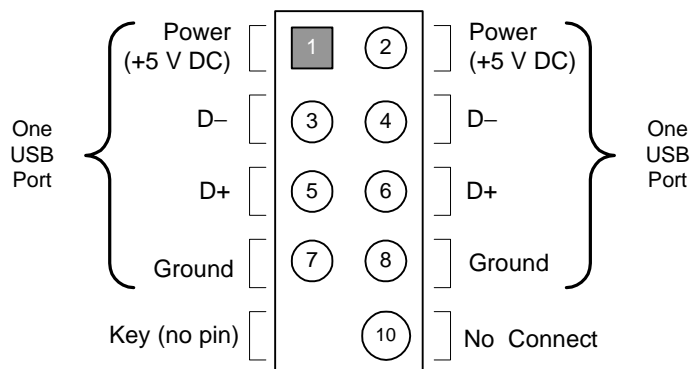 Power
(+5 V DC)
1
2
Power
(+5 V DC)
D–
3
4
D–
One
USB
Port
One
USB
Port
D+
5
6
D+
Ground
7
8
Ground
Key (no pin)
10
No Connect